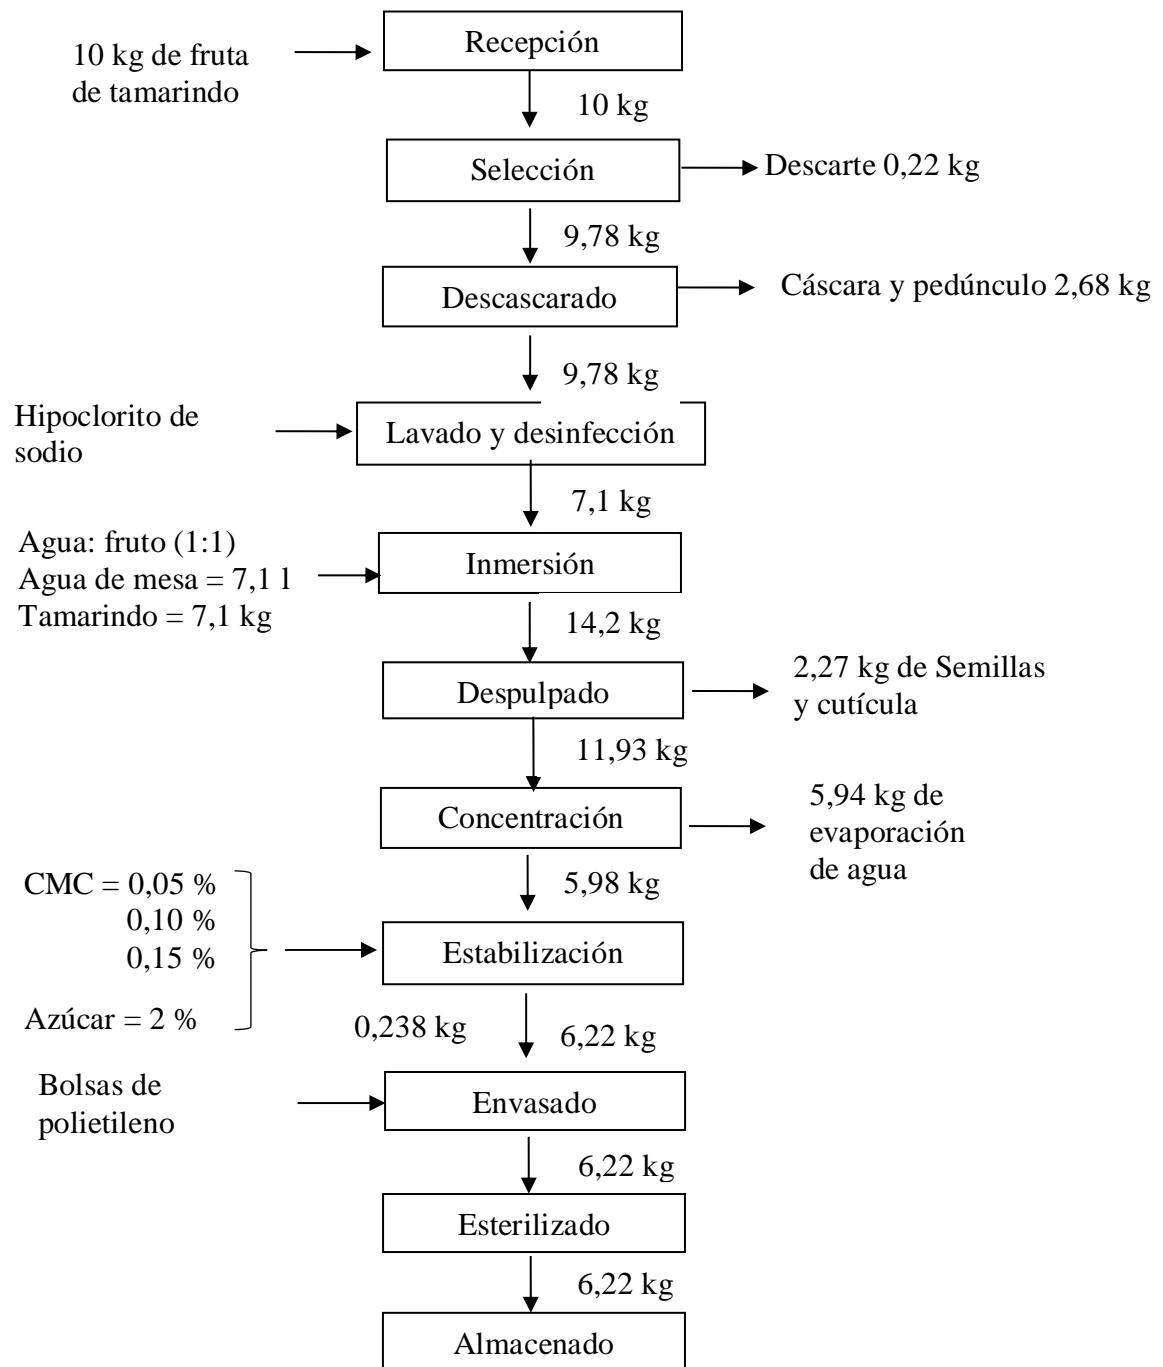 Recepción
10 kg de fruta
de tamarindo
10 kg
Selección
Descarte 0,22 kg
9,78 kg
Descascarado
Cáscara y pedúnculo 2,68 kg
9,78 kg
Hipoclorito de
sodio
Lavado y desinfección
7,1 kg
Agua: fruto (1:1)
Agua de mesa = 7,1 l
Tamarindo = 7,1 kg
Inmersión
14,2 kg
Despulpado
2,27 kg de Semillas
y cutícula
11,93 kg
Concentración
5,94 kg de
evaporación
de agua
5,98 kg
CMC = 0,05 %
0,10 %
0,15 %
Azúcar = 2 %
Estabilización
0,238 kg
6,22 kg
Bolsas de
polietileno
Envasado
6,22 kg
Esterilizado
6,22 kg
Almacenado